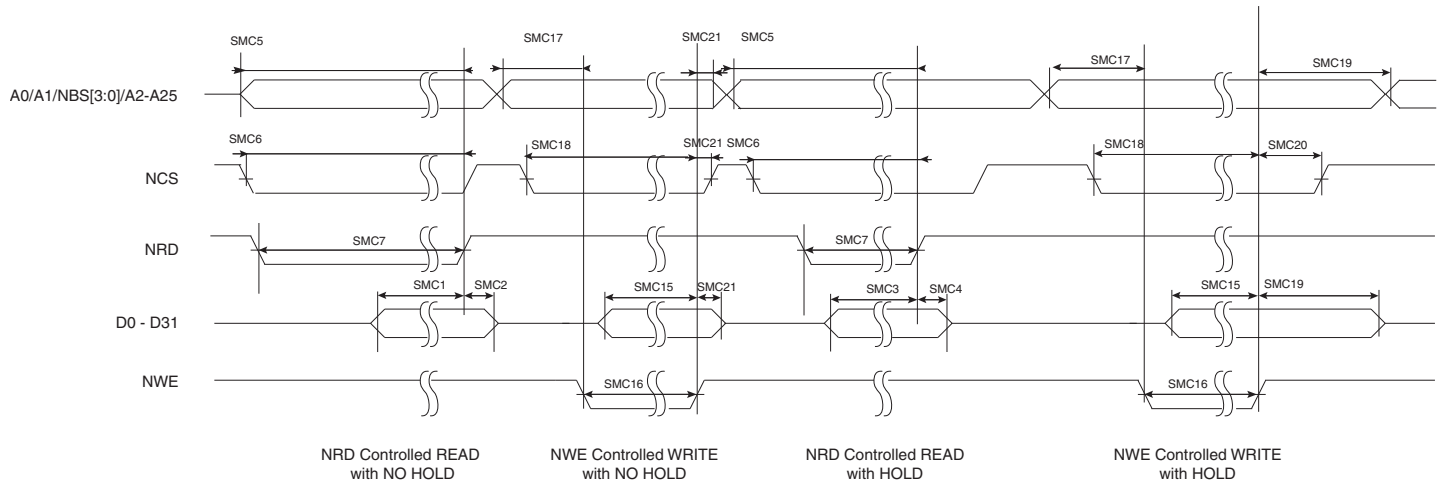 SMC5
SMC17
SMC21
SMC5
SMC17
SMC19
A0/A1/NBS[3:0]/A2-A25
SMC6
SMC18
SMC21
SMC6
SMC18
SMC20
NCS
SMC7
SMC7
NRD
SMC1
SMC2
SMC15
SMC21
SMC3
SMC4
SMC15
SMC19
D0 - D31
NWE
SMC16
SMC16
NRD Controlled READ
with NO HOLD
NWE Controlled WRITE
with NO HOLD
NRD Controlled READ
with HOLD
NWE Controlled WRITE
with HOLD